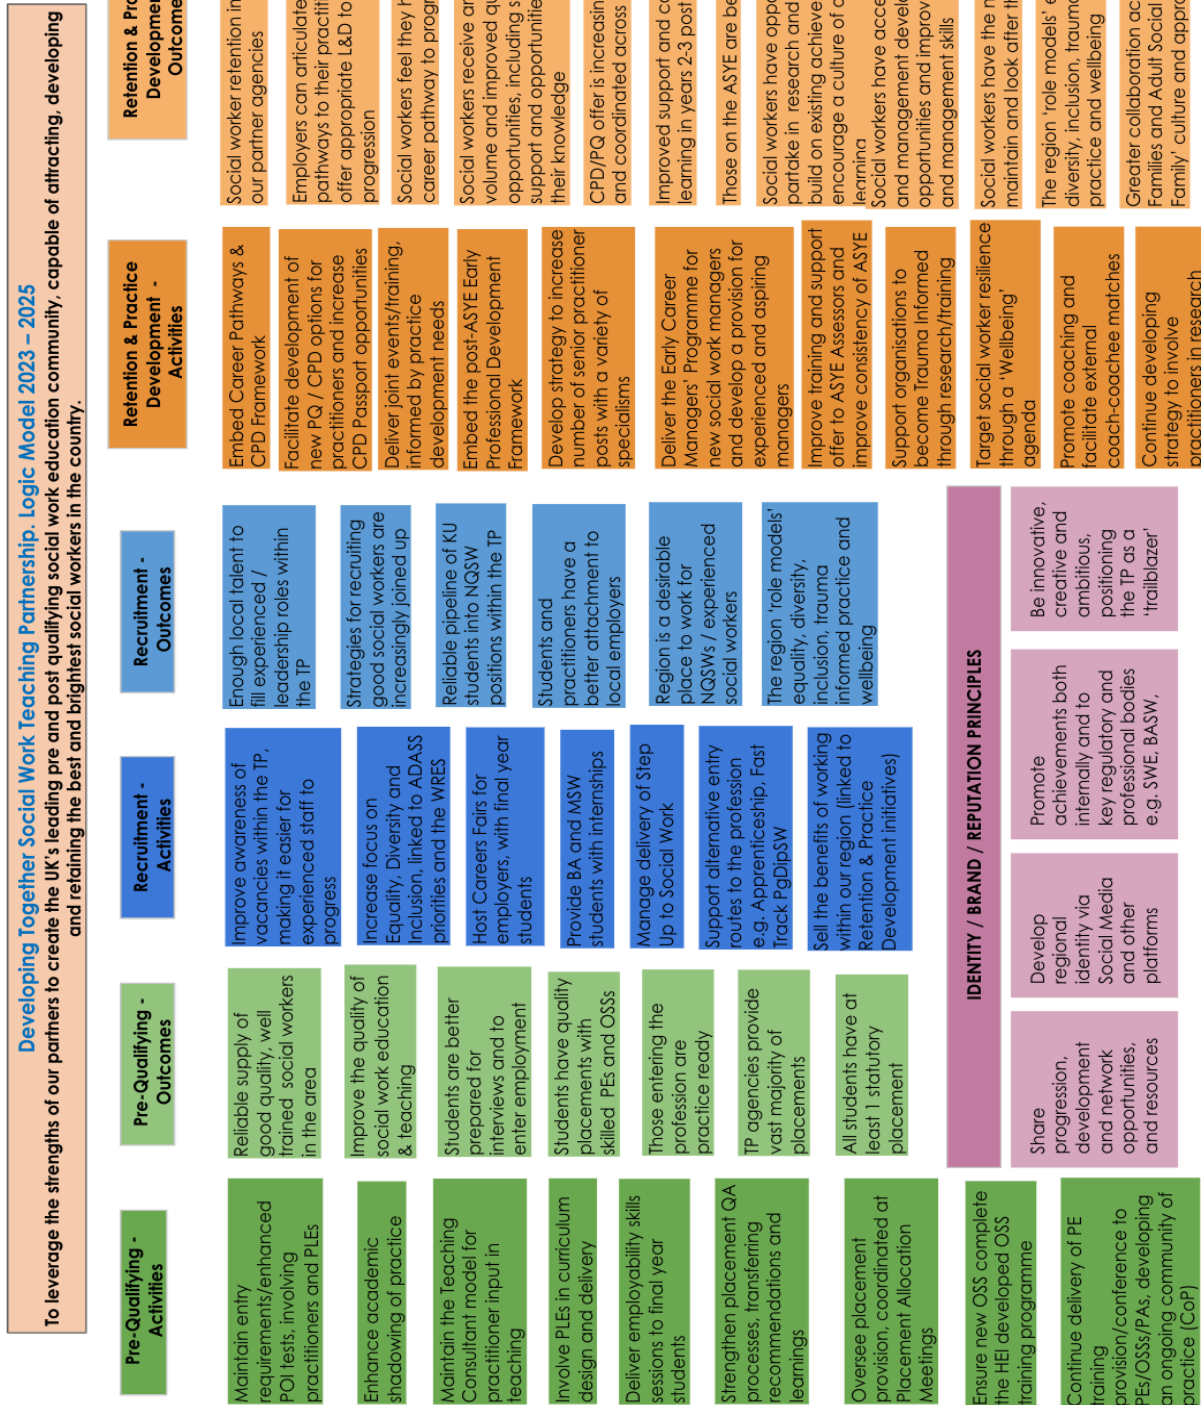 Developing Together Social Work Teaching Partnership. Logic Model 2023 – 2025
To leverage the strengths of our partners to create the UK's leading pre and post qualifying social work education community, capable of attracting, developing
and retaining the best and brightest social workers in the country.
Pre-Qualifying -
Activities
Maintain entry
requirements/enhanced
POI tests, involving
practitioners and PLEs
Enhance academic
shadowing of practice
Maintain the Teaching
Consultant model for
practitioner input in
teaching
Involve PLEs in curriculum
design and delivery
Deliver employability skills
sessions to final year
students
Strengthen placement QA
processes, transferring
recommendations and
learnings
Oversee placement
provision, coordinated at
Placement Allocation
Meetings
Ensure new OSS complete
the HEI developed OSS
training programme
Continue delivery of PE
training
provision/conference to
PEs/OSSs/PAs, developing
an ongoing community of
practice (CoP)
Pre-Qualifying -
Outcomes
Reliable supply of
good quality, well
trained social workers
in the area
Improve the quality of
social work education
& teaching
Students are better
prepared for
interviews and to
enter employment
Students have quality
placements with
skilled PEs and OSSs
Those entering the
profession are
practice ready
TP agencies provide
vast majority of
placements
All students have at
least 1 statutory
placement
Recruitment -
Activities
Improve awareness of
vacancies within the TP,
making it easier for
experienced staff to
progress
Increase focus on
Equality, Diversity and
Inclusion, linked to ADASS
priorities and the WRES
Host Careers Fairs for
employers, with final year
students
Provide BA and MSW
students with internships
Manage delivery of Step
Up to Social Work
Support alternative entry
routes to the profession
e.g. Apprenticeship, Fast
Track PgDipSW
Sell the benefits of working
within our region (linked to
Retention & Practice
Development initiatives)
Recruitment -
Outcomes
Enough local talent to
fill experienced /
leadership roles within
the TP
Strategies for recruiting
good social workers are
increasingly joined up
Reliable pipeline of KU
students into NQSW
positions within the TP
Students and
practitioners have a
better attachment to
local employers
Region is a desirable
place to work for
NQSWs / experienced
social workers
The region 'role models'
equality, diversity,
inclusion, trauma
informed practice and
wellbeing
Retention & Practice
Development -
Activities
Embed Career Pathways &
CPD Framework
Facilitate development of
new PQ / CPD options for
practitioners and increase
CPD Passport opportunities
Deliver joint events/training,
informed by practice
development needs
Embed the post-ASYE Early
Professional Development
Framework
Develop strategy to increase
number of senior practitioner
posts with a variety of
specialisms
Deliver the Early Career
Managers' Programme for
new social work managers
and develop a provision for
experienced and aspiring
managers
Improve training and support
offer to ASYE Assessors and
improve consistency of ASYE
Support organisations to
become Trauma Informed
through research/training
Target social worker resilience
through a 'Wellbeing'
agenda
Promote coaching and
facilitate external
coach-coachee matches
Continue developing
strategy to involve
practitioners in research
Retention & Pra
Developmen
Outcome
Social worker retention in
our partner agencies
Employers can articulate
pathways to their practiti
offer appropriate L&D to
progression
Social workers feel they h
career pathway to progr
Social workers receive ar
volume and improved qu
opportunities, including s
support and opportunitie
their knowledge
CPD/PQ offer is increasin
and coordinated across
Improved support and co
learning in years 2-3 post
Those on the ASYE are be
Social workers have oppo
partake in research and
build on existing achieve
encourage a culture of o
learning
Social workers have acce
and management develo
opportunities and improv
and management skills
Social workers have the n
maintain and look after th
The region 'role models' e
diversity, inclusion, trauma
practice and wellbeing
Greater collaboration ac
Families and Adult Social
Family' culture and appro
IDENTITY / BRAND / REPUTATION PRINCIPLES
Share
progression,
development
and network
opportunities,
and resources
Develop
regional
identity via
Social Media
and other
platforms
Promote
achievements both
internally and to
key regulatory and
professional bodies
e.g. SWE, BASW,
Be innovative,
creative and
ambitious,
positioning
the TP as a
'trailblazer'